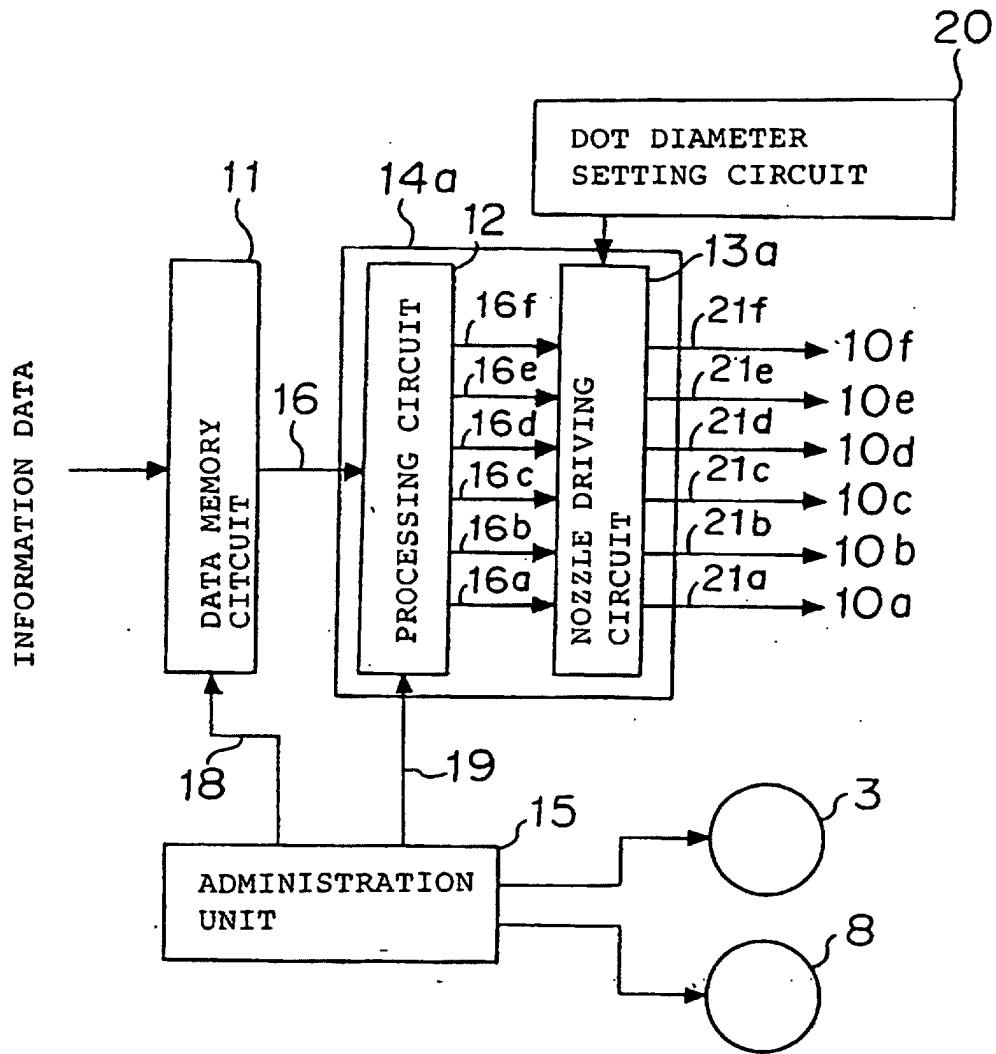 20
DOT DIAMETER
SETTING CIRCUIT
11
14a
12
13a
INFORMATION DATA
DATA MEMORY
CITCUIT
16
PROCESSING CIRCUIT
16f
16e
16d
16c
16b
16a
NOZZLE DRIVING
CIRCUIT
21f
21e
21d
21c
21b
21a
10f
10e
10d
10c
10b
10a
18
19
15
ADMINISTRATION
UNIT
3
8